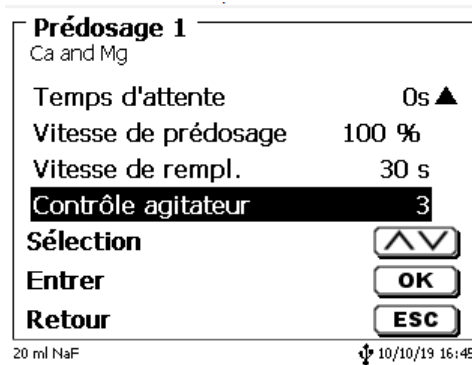 Prédosage 1
Ca and Mg
Temps d'attente 0s
Vitesse de prédosage 100 %
Vitesse de rempl. 30 s
Contrôle agitateur 3
Sélection
Entrer OK
Retour ESC
20 ml NaF 10/10/19 16:45